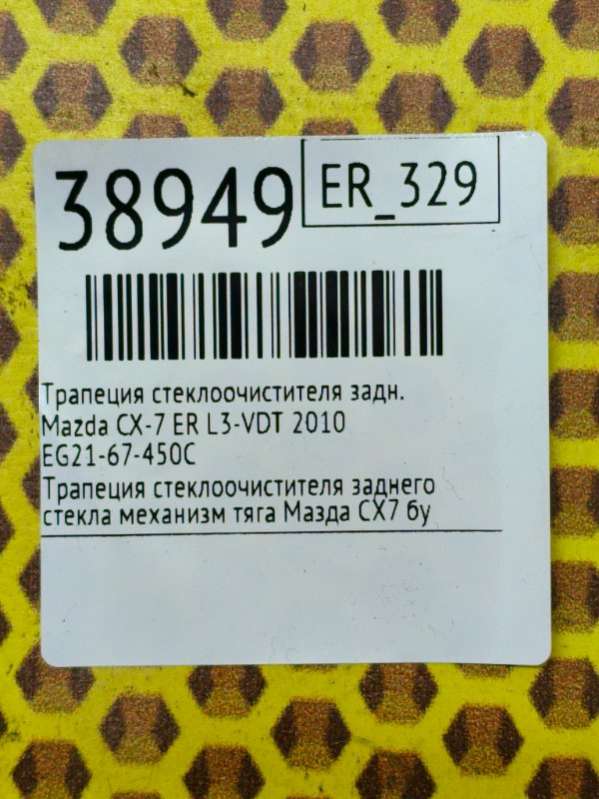 38949
ER_329
Трапеция стеклоочистителя задн.
Mazda CX-7 ER L3-VDT 2010
EG21-67-450C
Трапеция стеклоочистителя заднего
стекла механизм тяга Мазда СХ7 бу